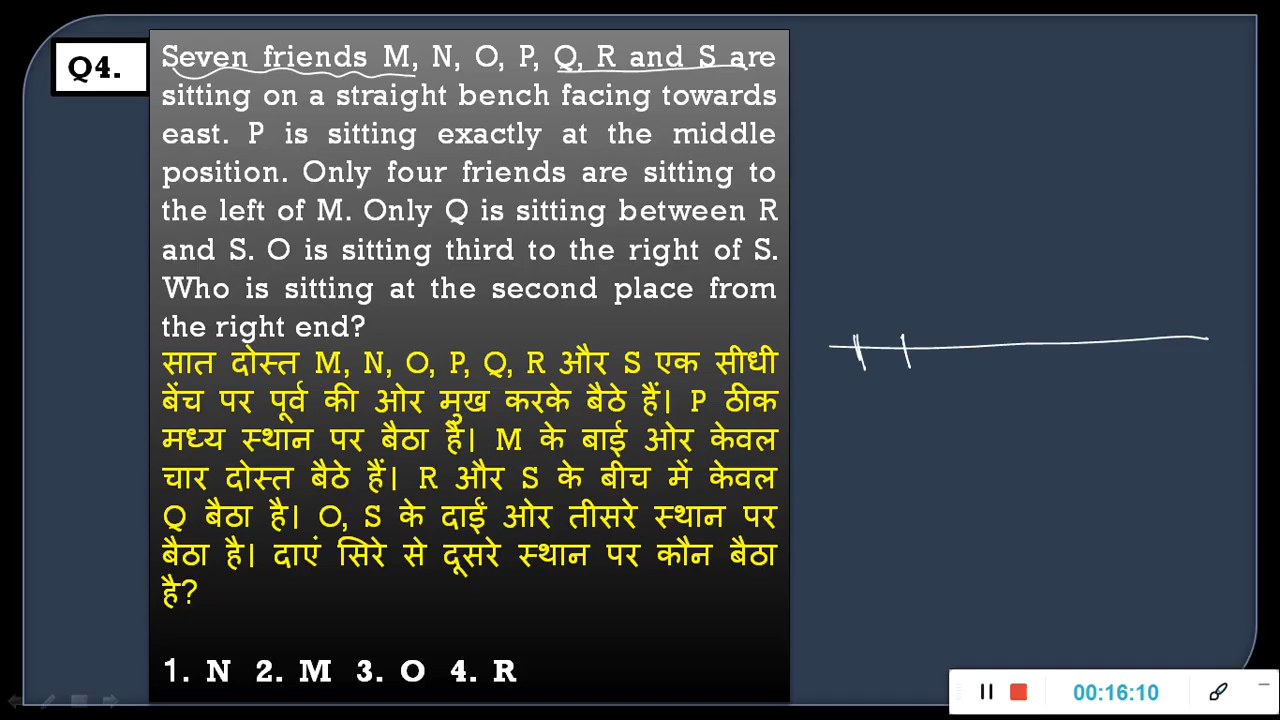 Q4.
Seven friends M, N, O, P, Q, R and S are
sitting on a straight bench facing towards
east. P is sitting exactly at the middle
position. Only four friends are sitting to
the left of M. Only Q is sitting between R
and S. O is sitting third to the right of S.
Who is sitting at the second place from
the right end?
सात दोस्त M, N, O, P, Q, R और S एक सीधी
बेंच पर पूर्व की ओर मुख करके बैठे हैं। P ठीक
मध्य स्थान पर बैठा है। M के बाईं ओर केवल
चार दोस्त बैठे हैं। R और S के बीच में केवल
Q बैठा है। O, S के दाईं ओर तीसरे स्थान पर
बैठा है। दाएं सिरे से दूसरे स्थान पर कौन बैठा
है?
1. N 2. M 3. O 4. R
00:16:10